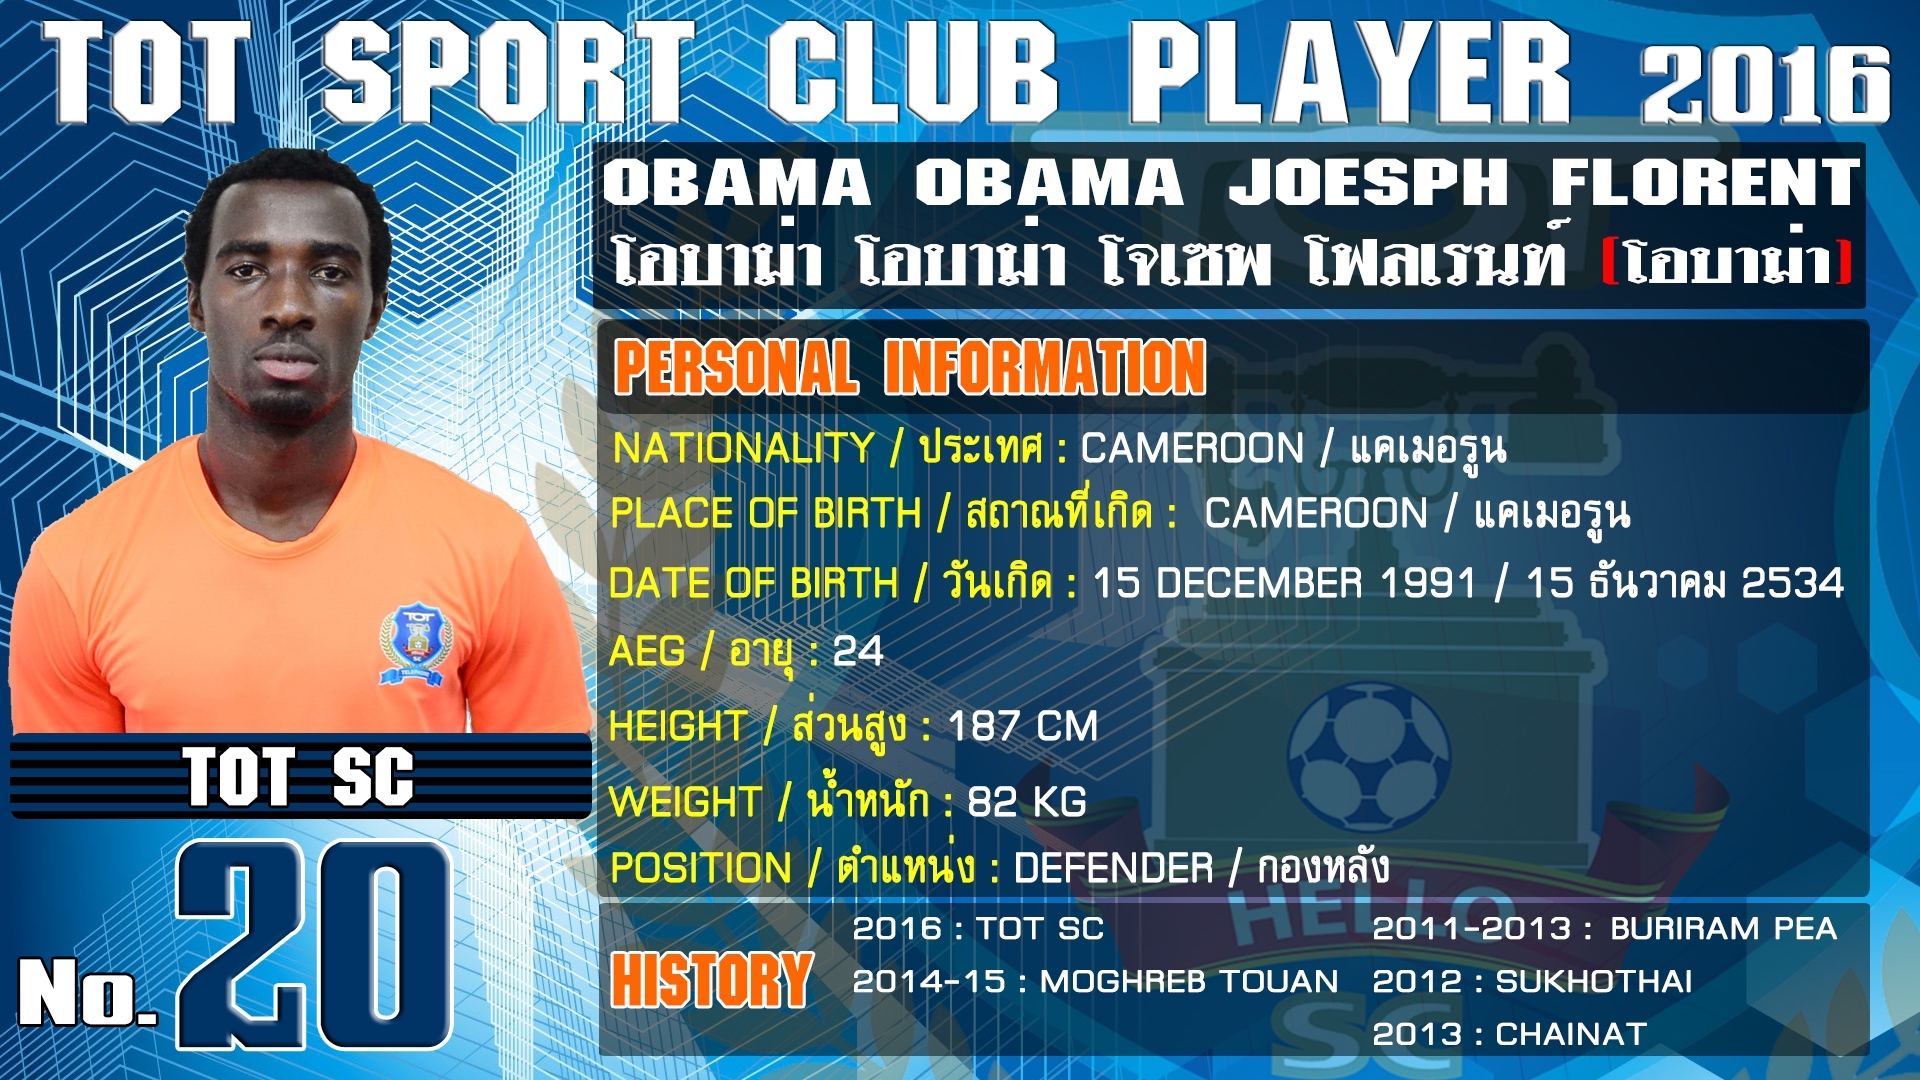 TOT SPORT CLUB PLAYER 2016
OBAMA OBAMA JOESPH FLORENT
โอบาม่า โอบาม่า โจเซพ โฟลเรนท์ (โอบาม่า)
PERSONAL INFORMATION
NATIONALITY / ประเทศ : CAMEROON / แคเมอรูน
PLACE OF BIRTH / สถาณที่เกิด : CAMEROON / แคเมอรูน
DATE OF BIRTH / วันเกิด : 15 DECEMBER 1991 / 15 ธันวาคม 2534
AEG / อายุ : 24
HEIGHT / ส่วนสูง : 187 CM
WEIGHT / น้ำหนัก : 82 KG
POSITION / ตำแหน่ง : DEFENDER / กองหลัง
HISTORY
2016 : TOT SC
2014-15 : MOGHREB TOUAN
2011-2013 : BURIRAM PEA
2012 : SUKHOTHAI
2013 : CHAINAT
TOT SC
No. 20
TOT
SC
HELLO
SC